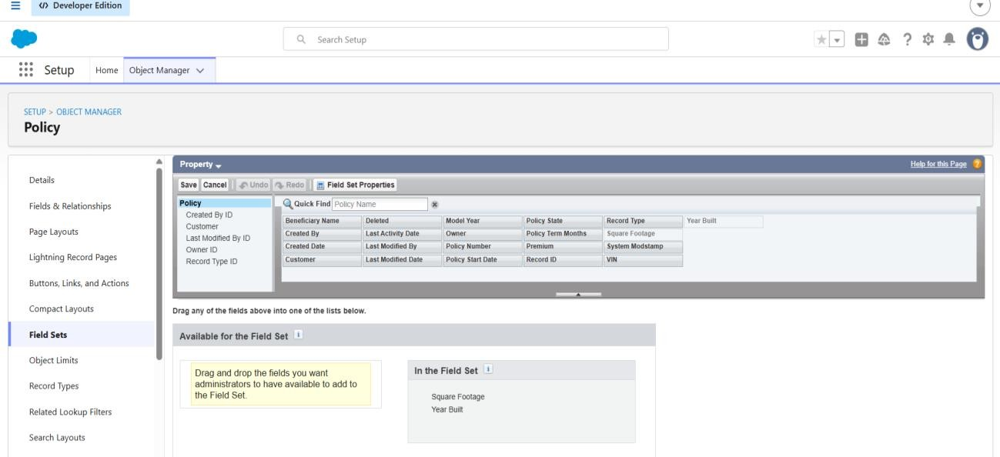 Developer Edition
Search Setup
Setup Home Object Manager
SETUP > OBJECT MANAGER
Policy
Details
Fields & Relationships
Page Layouts
Lightning Record Pages
Buttons, Links, and Actions
Compact Layouts
Field Sets
Object Limits
Record Types
Related Lookup Filters
Search Layouts
Property Help for this Page
Save Cancel Undo Redo Field Set Properties
Policy
Created By ID
Customer
Last Modified By ID
Owner ID
Record Type ID
Quick Find Policy Name
Beneficiary Name Deleted Model Year Policy State Record Type Year Built
Created By Last Activity Date Owner Policy Term Months Square Footage
Created Date Last Modified By Policy Number Premium System Modstamp
Customer Last Modified Date Policy Start Date Record ID VIN
Drag any of the fields above into one of the lists below.
Available for the Field Set
Drag and drop the fields you want
administrators to have available to add to
the Field Set.
In the Field Set
Square Footage
Year Built